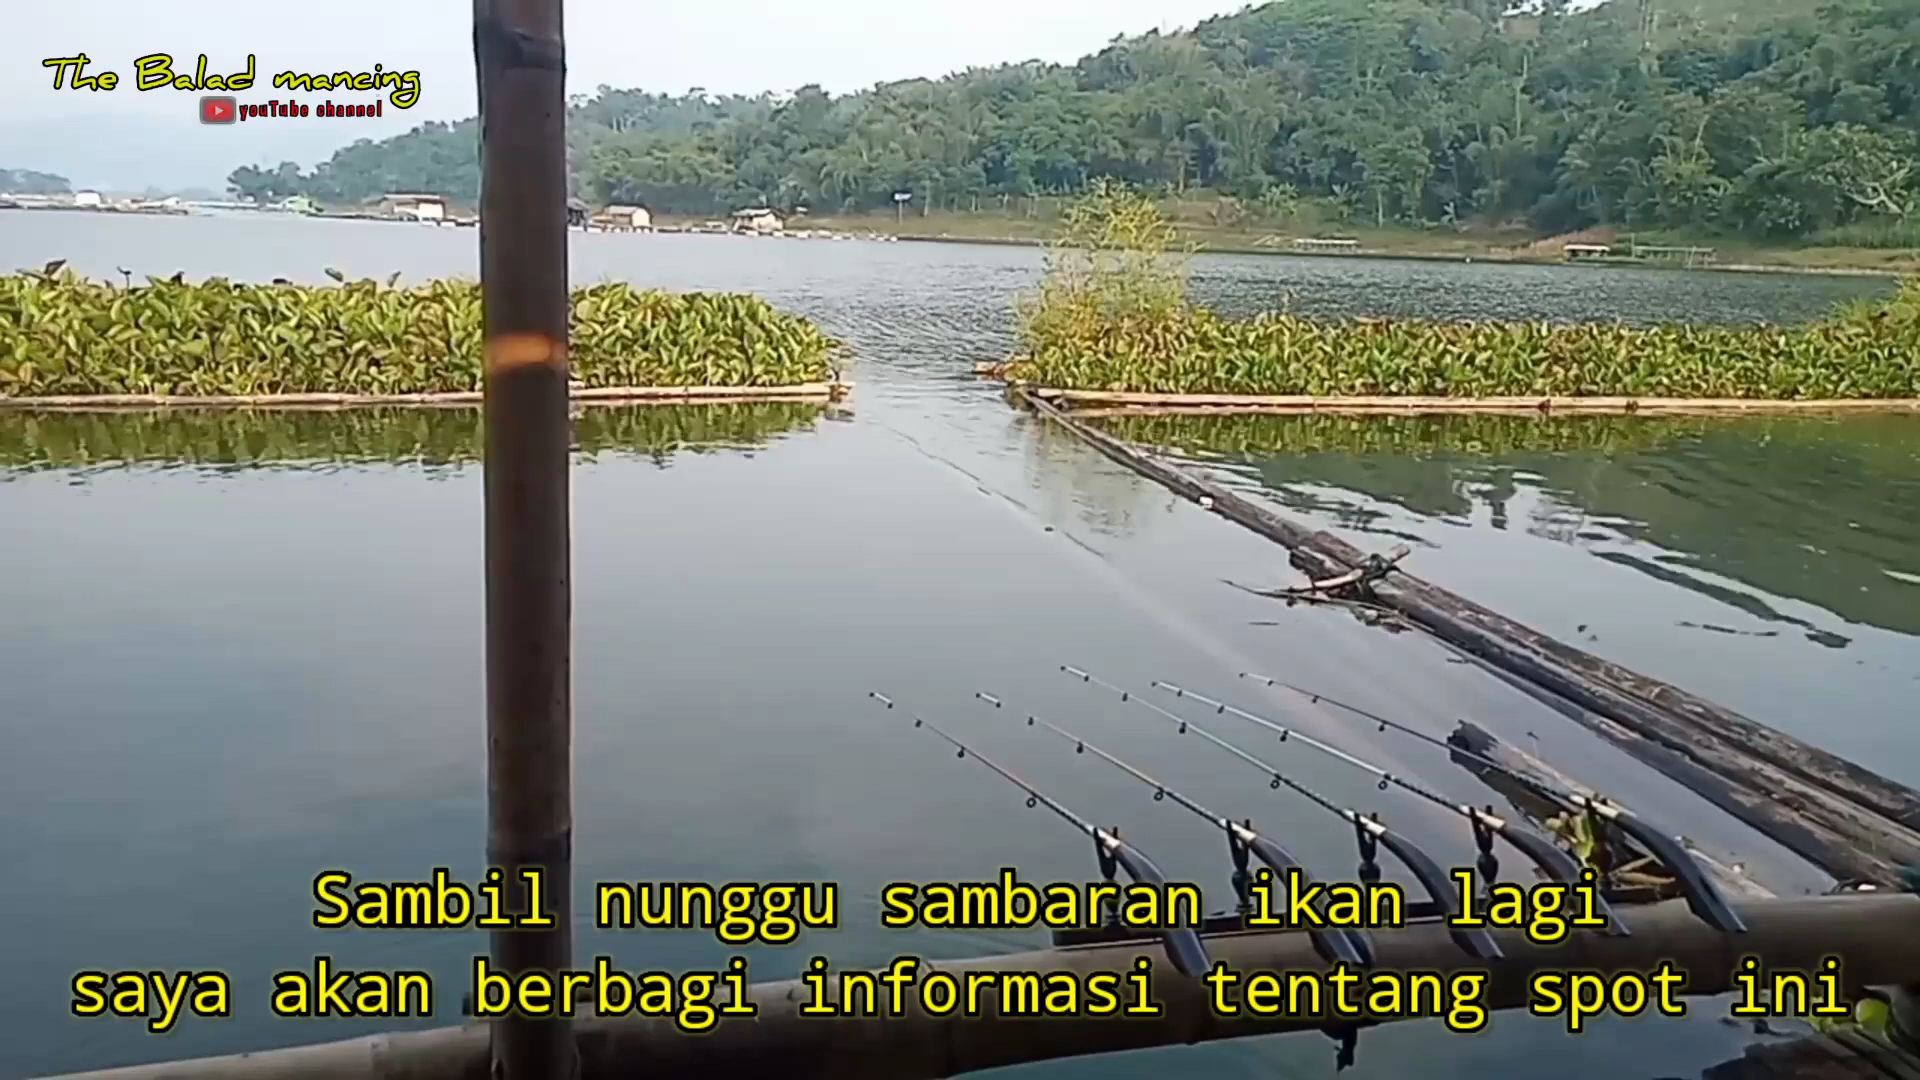 The Balad mancing
youTube channel
Sambil nunggu sambaran ikan lagi
saya akan berbagi informasi tentang spot ini